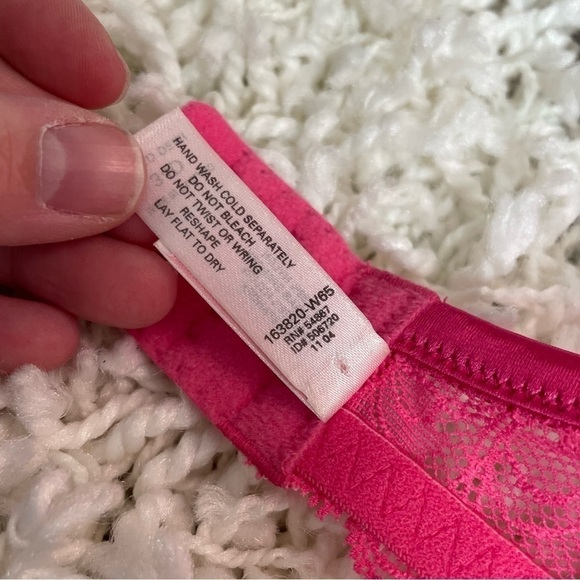 HAND WASH COLD SEPARATELY
DO NOT BLEACH
DO NOT TWIST OR WRING
RESHAPE
LAY FLAT TO DRY
163820-W65
RN# 54867
ID# 506720
11 04